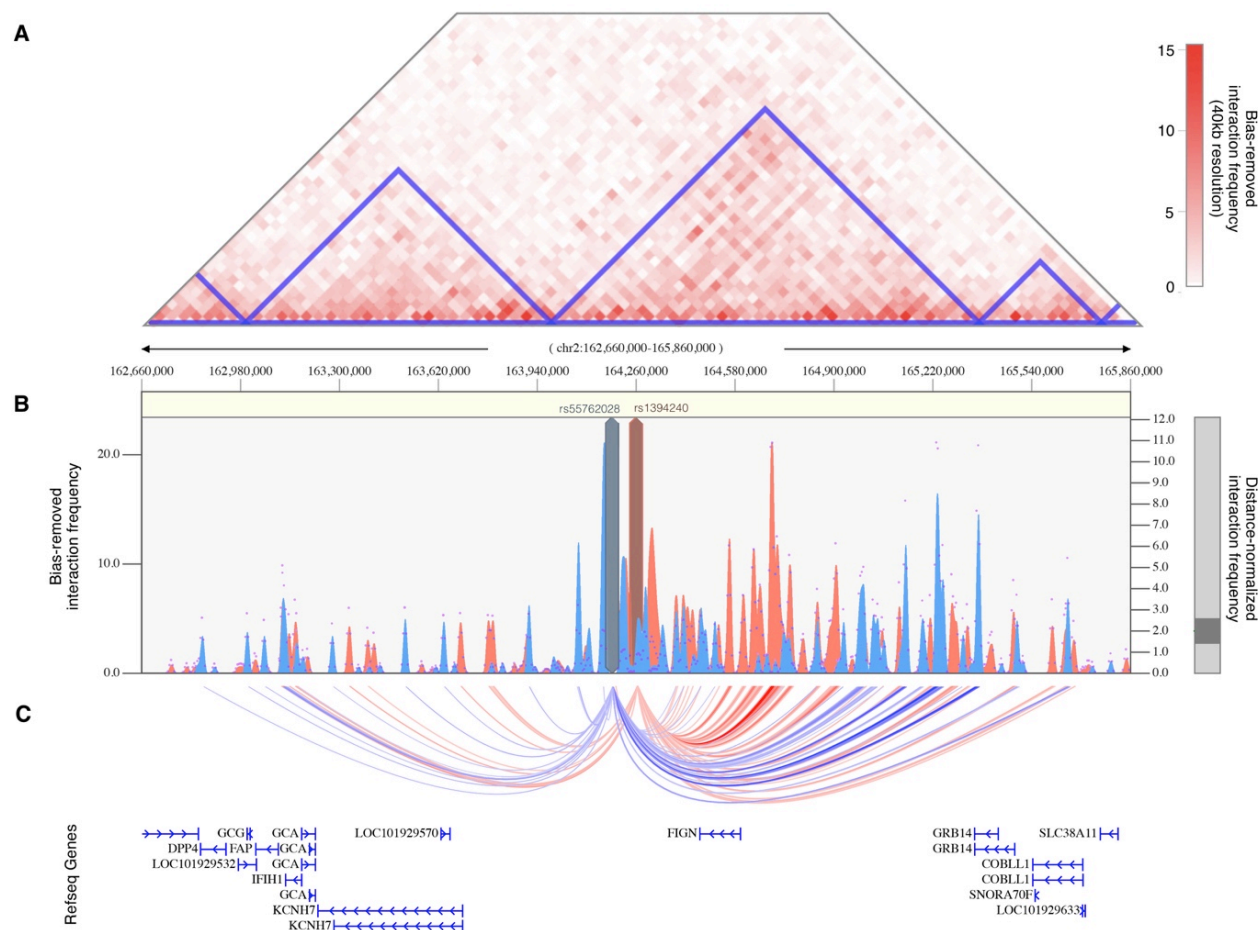 A
15
10
5
0
Bias-removed
interaction frequency
(40kb resolution)
( chr2:162,660,000-165,860,000 )
162,660,000 162,980,000 163,300,000 163,620,000 163,940,000 164,260,000 164,580,000 164,900,000 165,220,000 165,540,000 165,860,000
B
rs55762028 rs1394240
20.0
10.0
0.0
Bias-removed
interaction frequency
12.0
11.0
10.0
9.0
8.0
7.0
6.0
5.0
4.0
3.0
2.0
1.0
0.0
Distance-normalized
interaction frequency
C
Refseq Genes
GCG GCA LOC101929570 FIGN GRB14 SLC38A11
DPP4 FAP GCA GRB14
LOC101929532 GCA COBLL1
IFIH1 COBLL1
GCA SNORA70F
KCNH7 LOC101929633
KCNH7